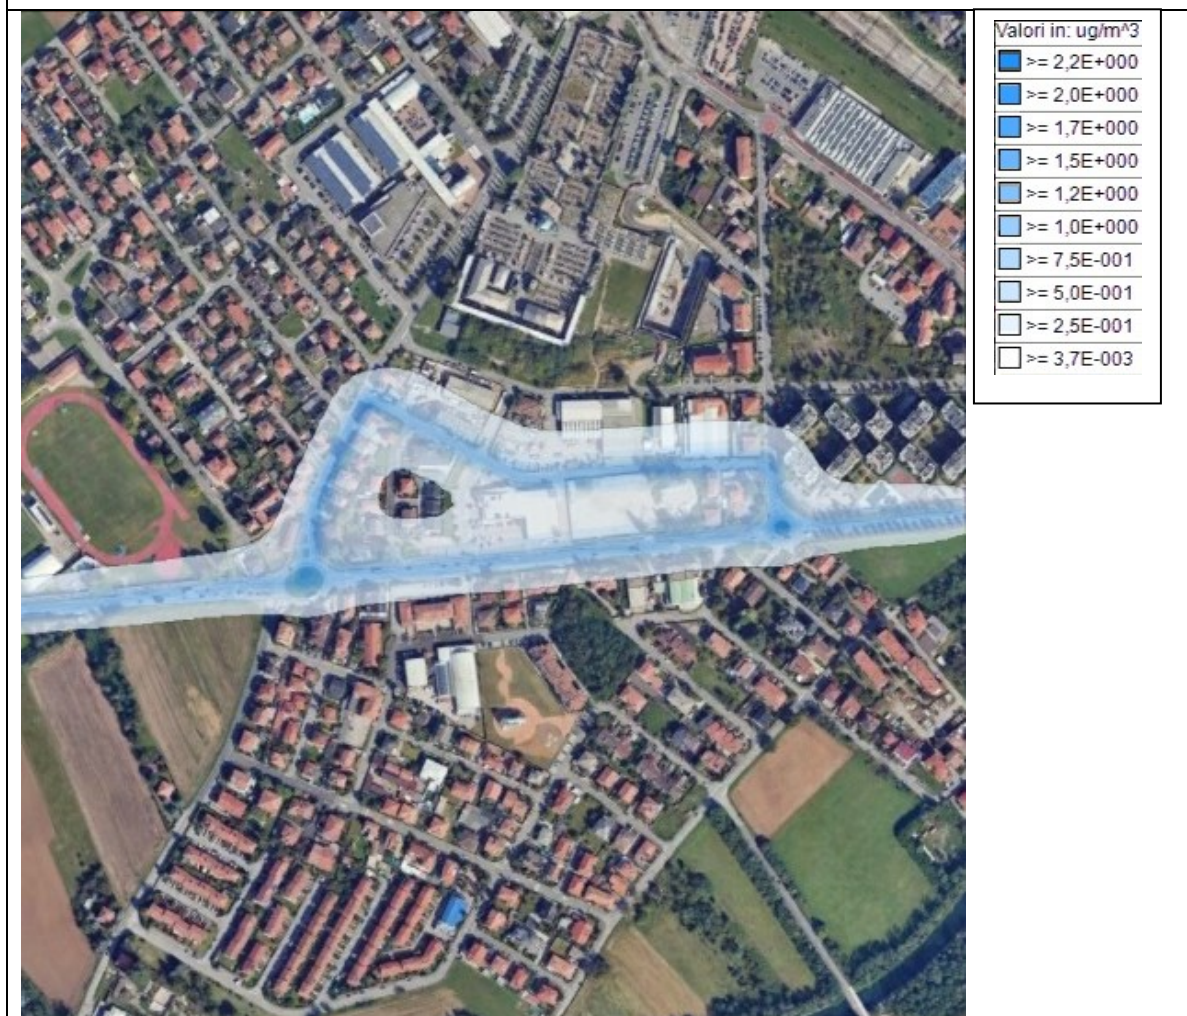 Valori in: ug/m^3
>= 2,2E+000
>= 2,0E+000
>= 1,7E+000
>= 1,5E+000
>= 1,2E+000
>= 1,0E+000
>= 7,5E-001
>= 5,0E-001
>= 2,5E-001
>= 3,7E-003